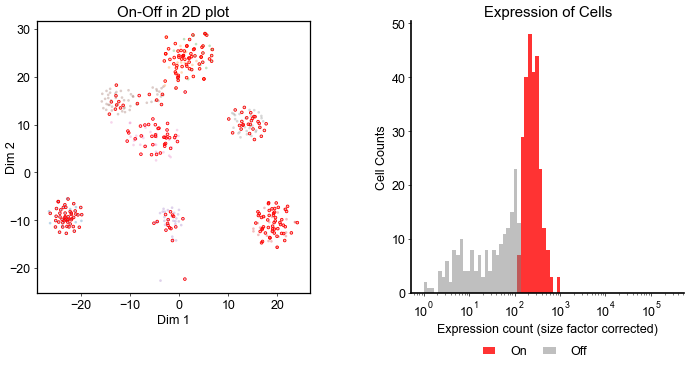 On-Off in 2D plot
30
20
10
0
−10
−20
Dim 2
−20
−10
0
10
20
Dim 1
Expression of Cells
50
40
30
20
10
0
Cell Counts
10^0
10^1
10^2
10^3
10^4
10^5
Expression count (size factor corrected)
On
Off